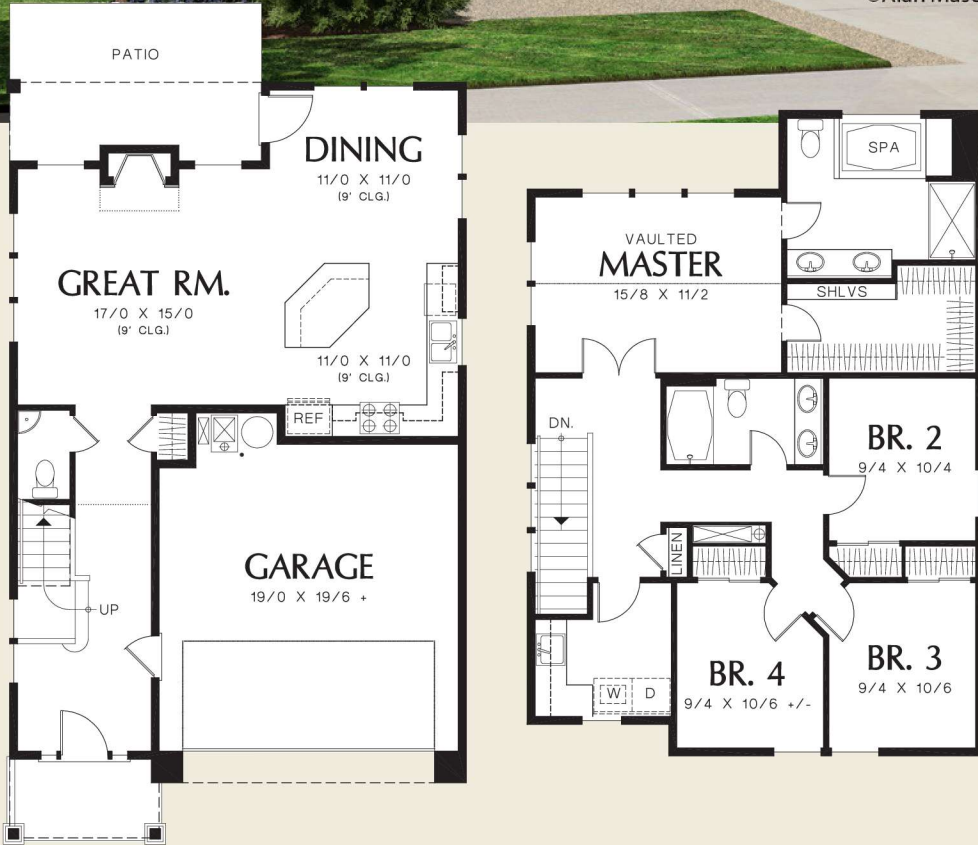 PATIO
DINING
11/0 X 11/0
(9' CLG.)
GREAT RM.
17/0 X 15/0
(9' CLG.)
11/0 X 11/0
(9' CLG.)
REF
GARAGE
19/0 X 19/6 +
UP
SPA
VAULTED
MASTER
15/8 X 11/2
SHLVS
DN.
BR. 2
9/4 X 10/4
LINEN
BR. 4
9/4 X 10/6 +/-
BR. 3
9/4 X 10/6
W
D